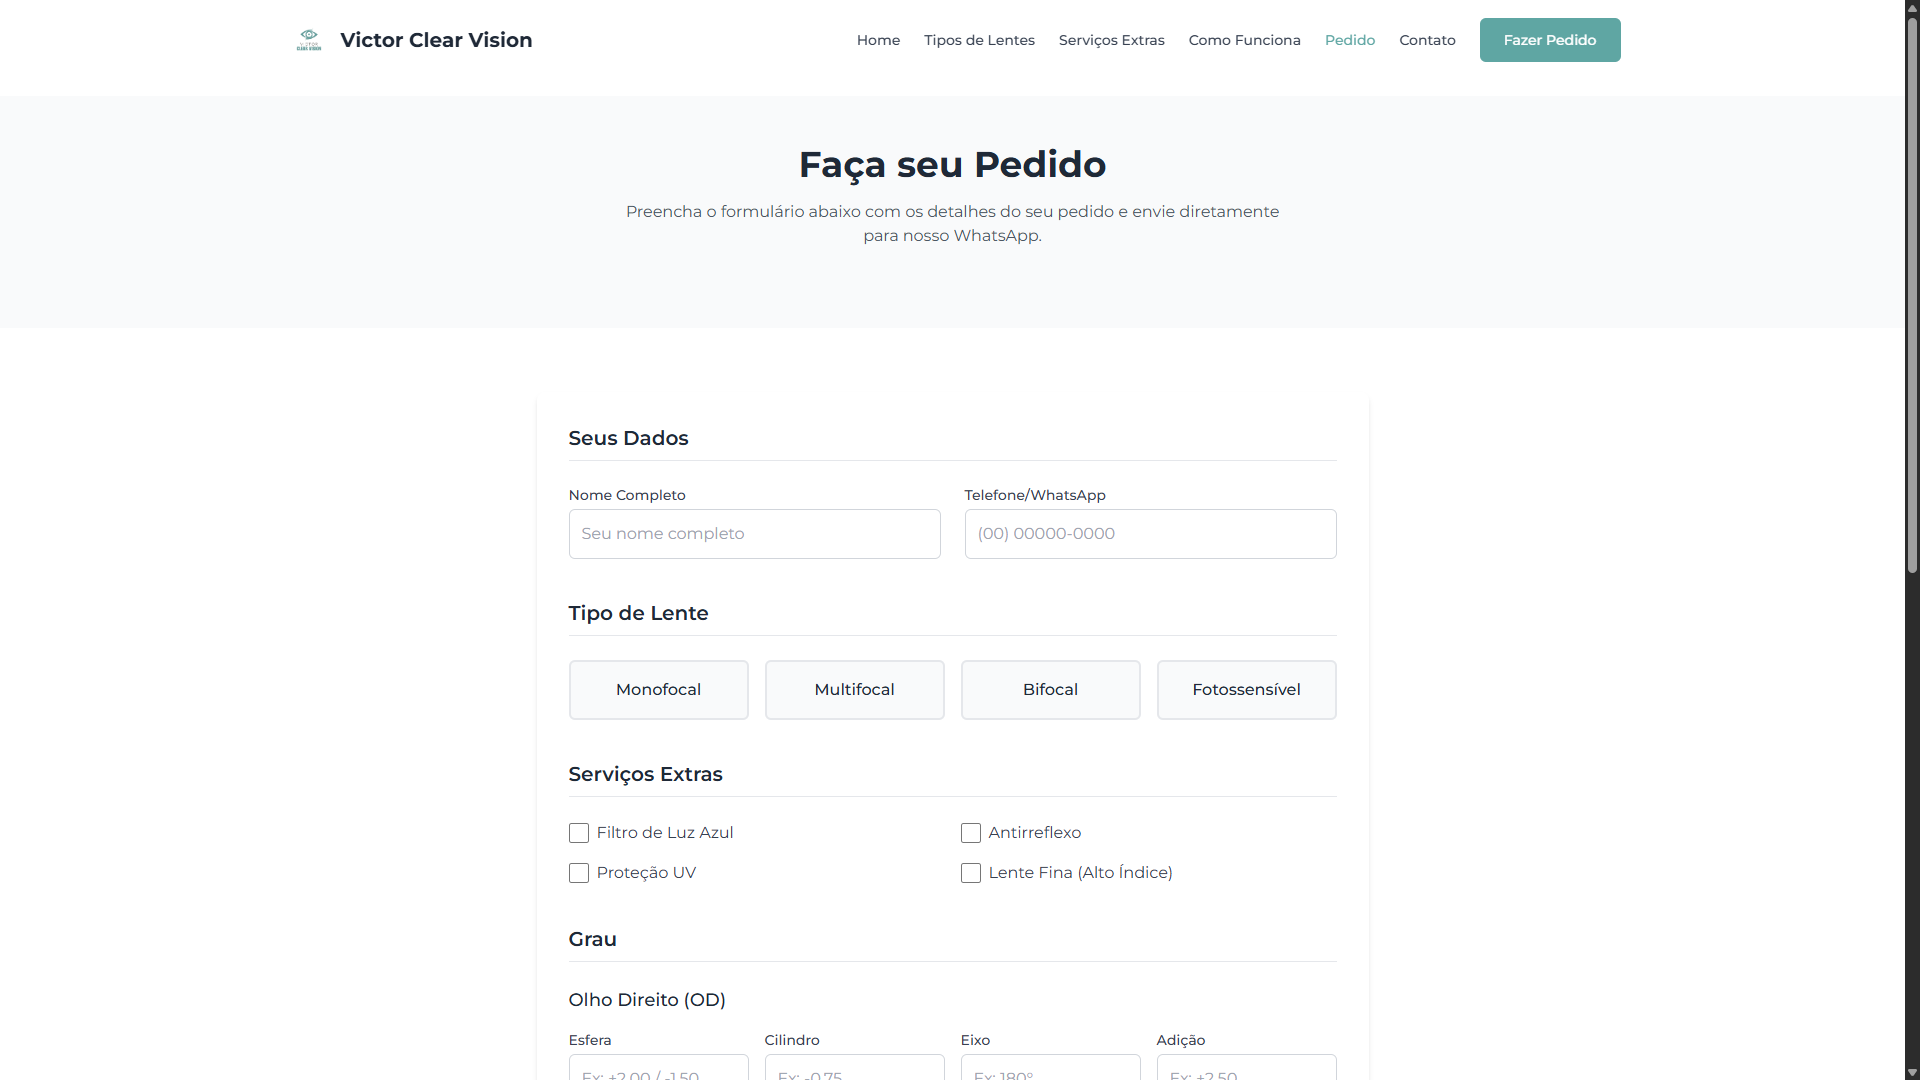 VICTOR
CLEAR VISION
Victor Clear Vision
Home
Tipos de Lentes
Serviços Extras
Como Funciona
Pedido
Contato
Fazer Pedido
Faça seu Pedido
Preencha o formulário abaixo com os detalhes do seu pedido e envie diretamente
para nosso WhatsApp.
Seus Dados
Nome Completo
Telefone/WhatsApp
Seu nome completo
(00) 00000-0000
Tipo de Lente
Monofocal
Multifocal
Bifocal
Fotossensível
Serviços Extras
Filtro de Luz Azul
Antirreflexo
Proteção UV
Lente Fina (Alto Índice)
Grau
Olho Direito (OD)
Esfera
Cilindro
Eixo
Adição
Ex: +2.00 / -1.50
Ex: -0.75
Ex: 180°
Ex: +2.50